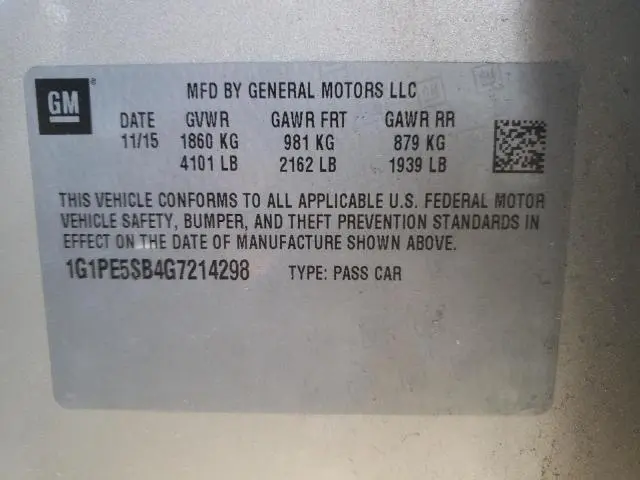 GM®
MFD BY GENERAL MOTORS LLC
DATE GVWR GAWR FRT GAWR RR
11/15 1860 KG 981 KG 879 KG
4101 LB 2162 LB 1939 LB
THIS VEHICLE CONFORMS TO ALL APPLICABLE U.S. FEDERAL MOTOR
VEHICLE SAFETY, BUMPER, AND THEFT PREVENTION STANDARDS IN
EFFECT ON THE DATE OF MANUFACTURE SHOWN ABOVE.
1G1PE5SB4G7214298 TYPE: PASS CAR